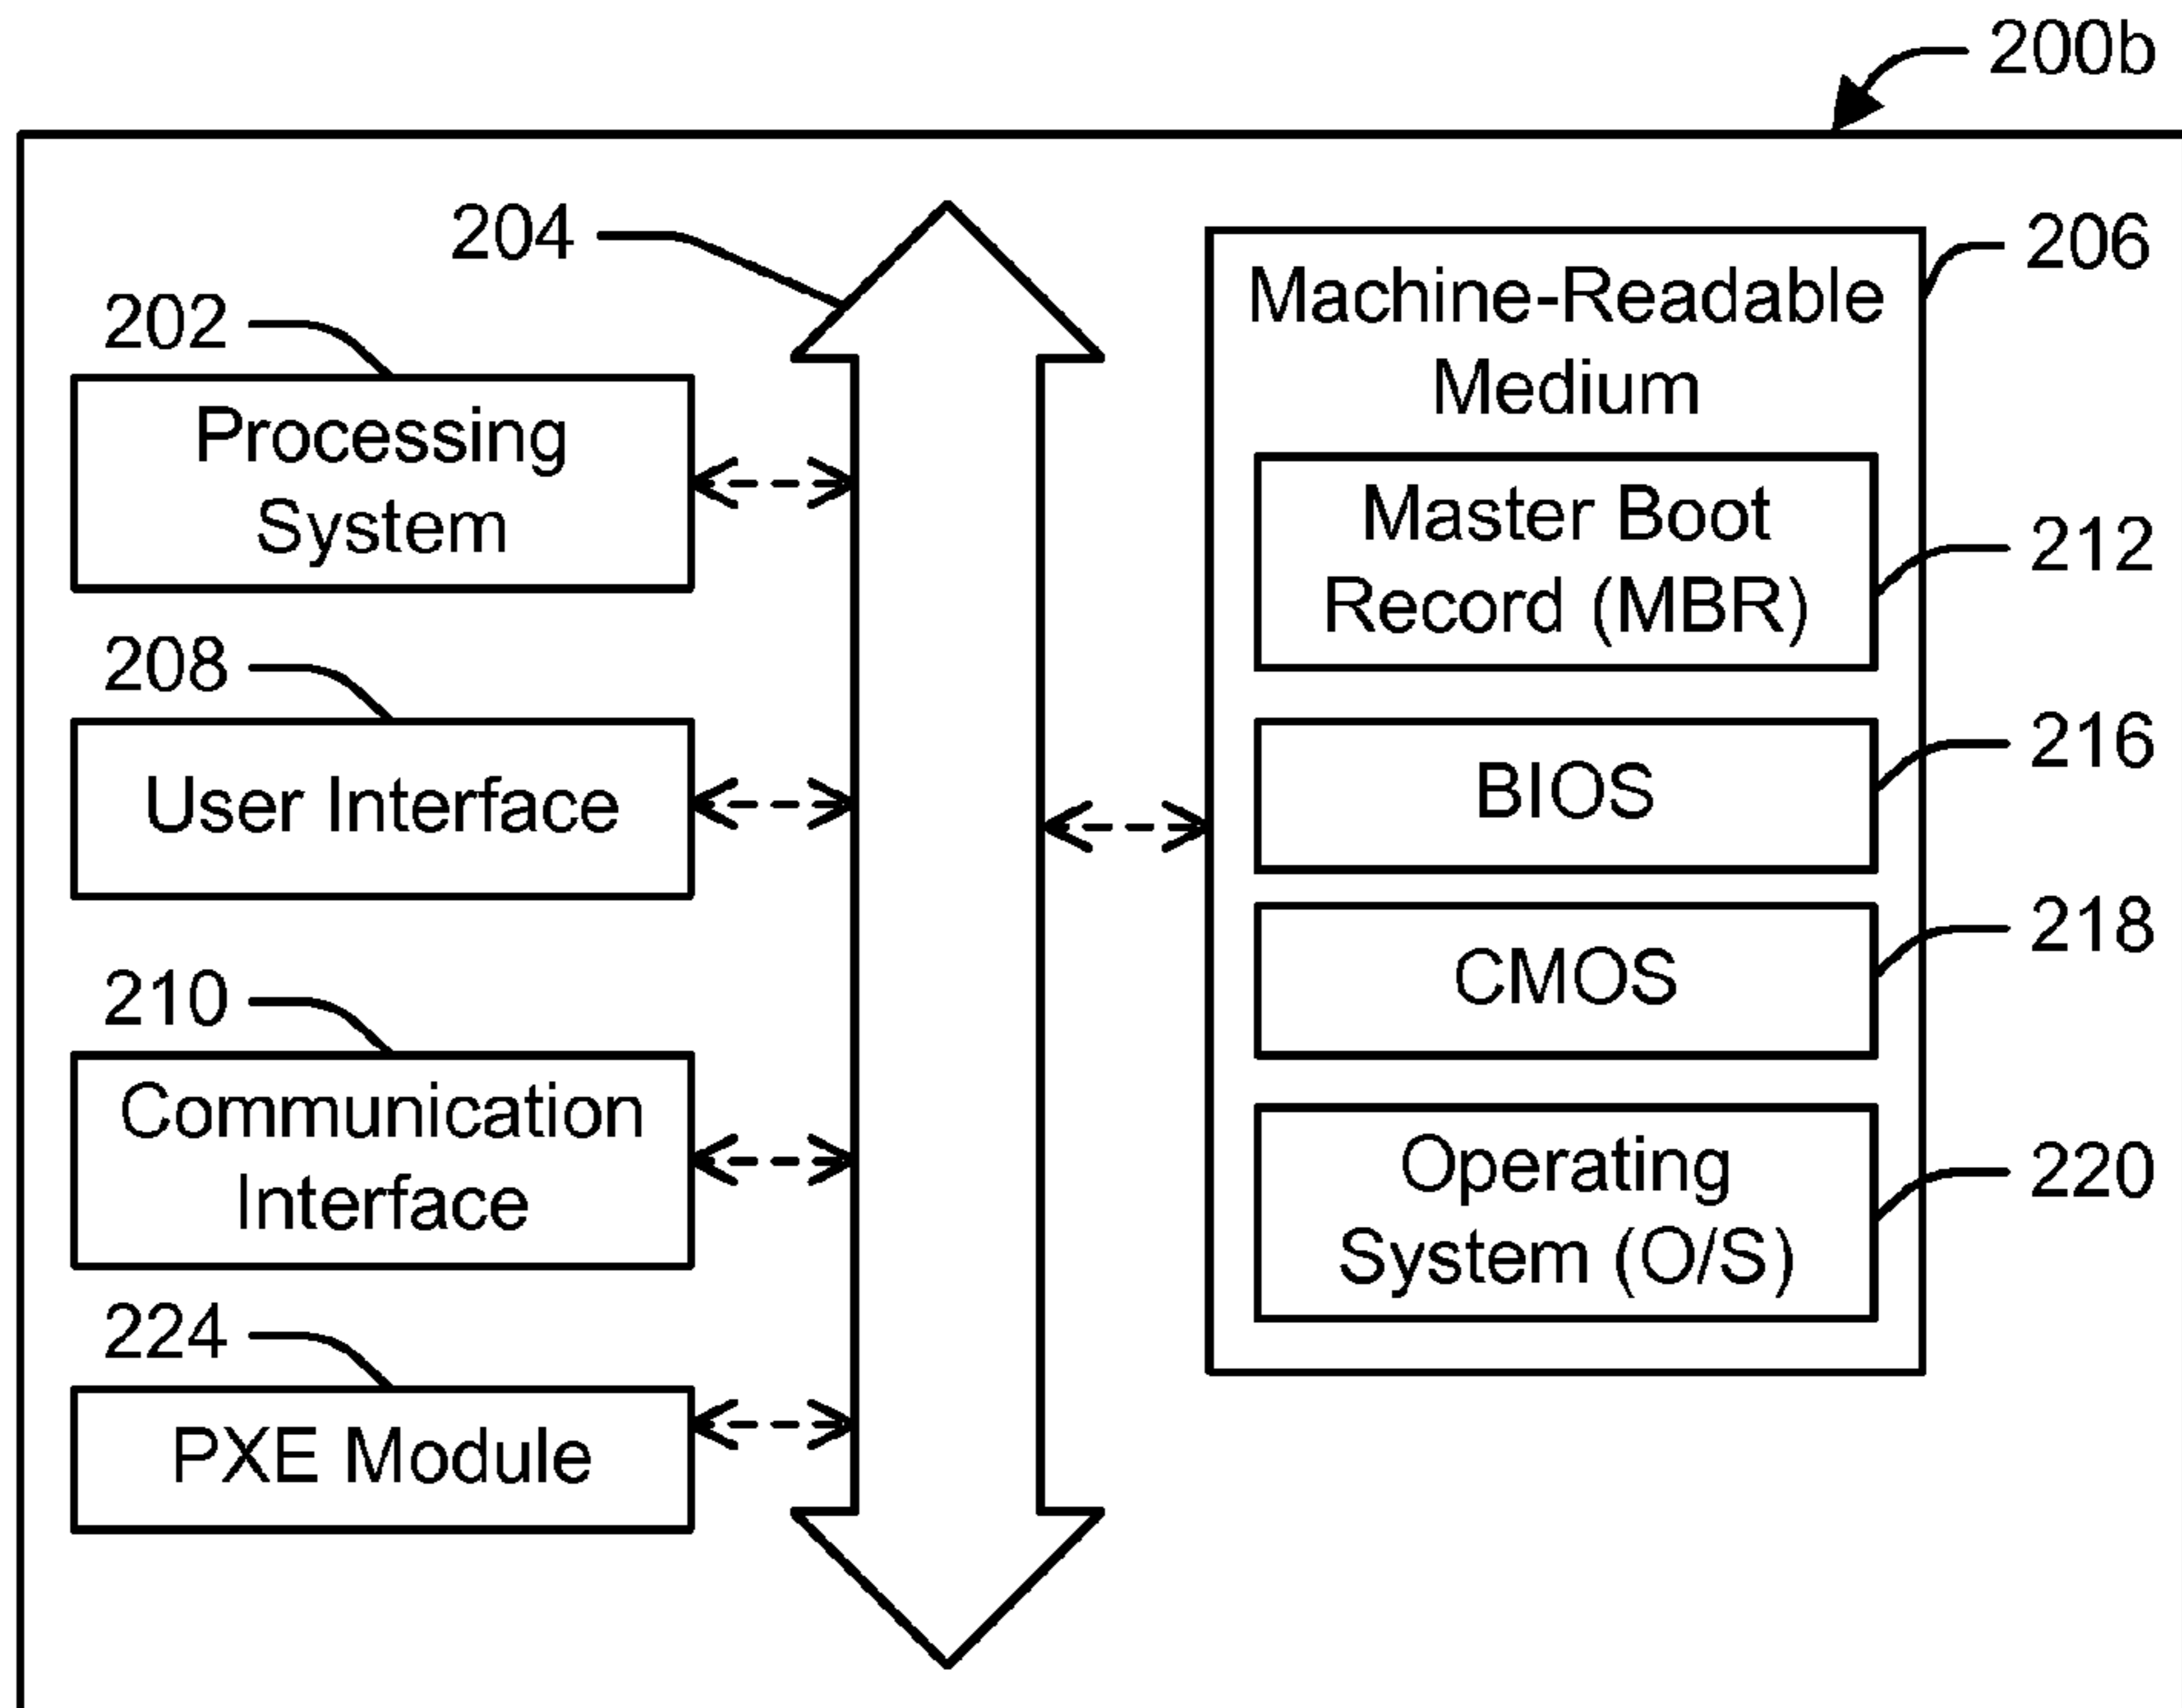 200b
204
206
202
Machine-Readable
Medium
Processing
System
Master Boot
Record (MBR)
212
208
User Interface
BIOS
216
CMOS
218
210
Communication
Interface
Operating
System (O/S)
220
224
PXE Module